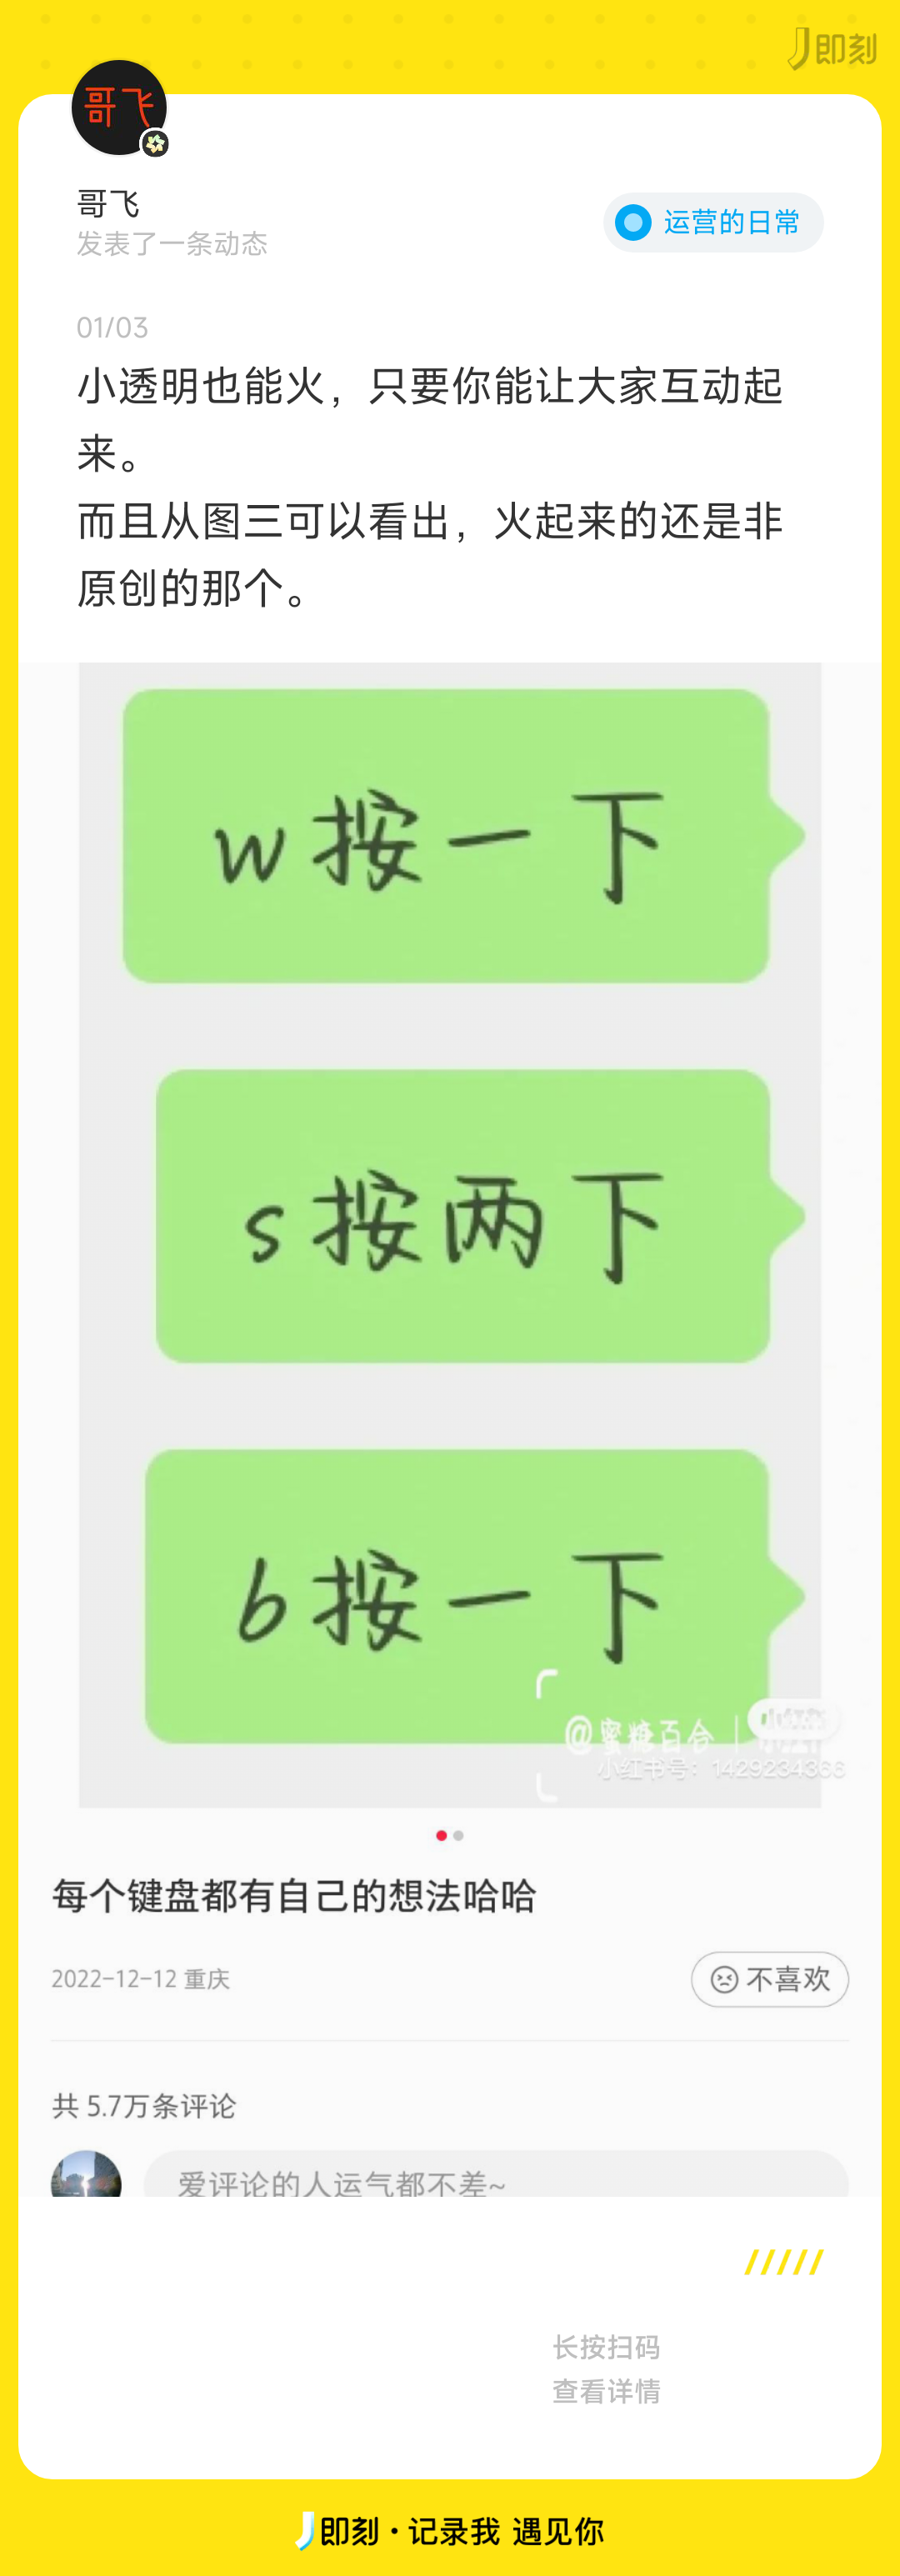 即刻
哥飞
哥飞
发表了一条动态
运营的日常
01/03
小透明也能火，只要你能让大家互动起
来。
而且从图三可以看出，火起来的还是非
原创的那个。
w按一下
s按两下
b按一下
@蜜糖百合
小红书
小红书号：1429234366
每个键盘都有自己的想法哈哈
2022-12-12 重庆
不喜欢
共 5.7万条评论
爱评论的人运气都不差~
长按扫码
查看详情
即刻·记录我 遇见你